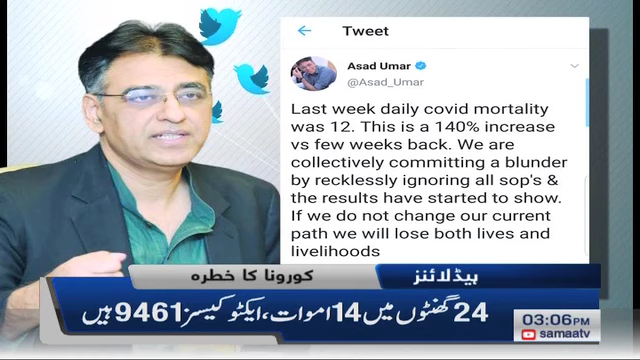 Tweet
Asad Umar
@Asad_Umar
Last week daily covid mortality
was 12. This is a 140% increase
vs few weeks back. We are
collectively committing a blunder
by recklessly ignoring all sop's &
the results have started to show.
If we do not change our current
path we will lose both lives and
livelihoods
ہیڈلائنز
کورونا کا خطرہ
24 گھنٹوں میں 14 اموات، ایکٹو کیسز 9461 ہیں
03:06PM
samaatv